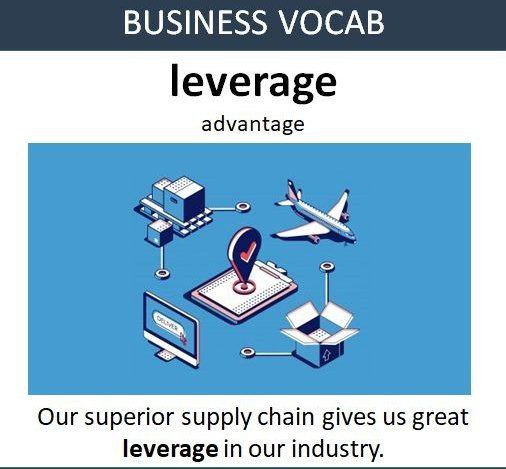 BUSINESS VOCAB
leverage
advantage
DELIVER
Our superior supply chain gives us great
leverage in our industry.